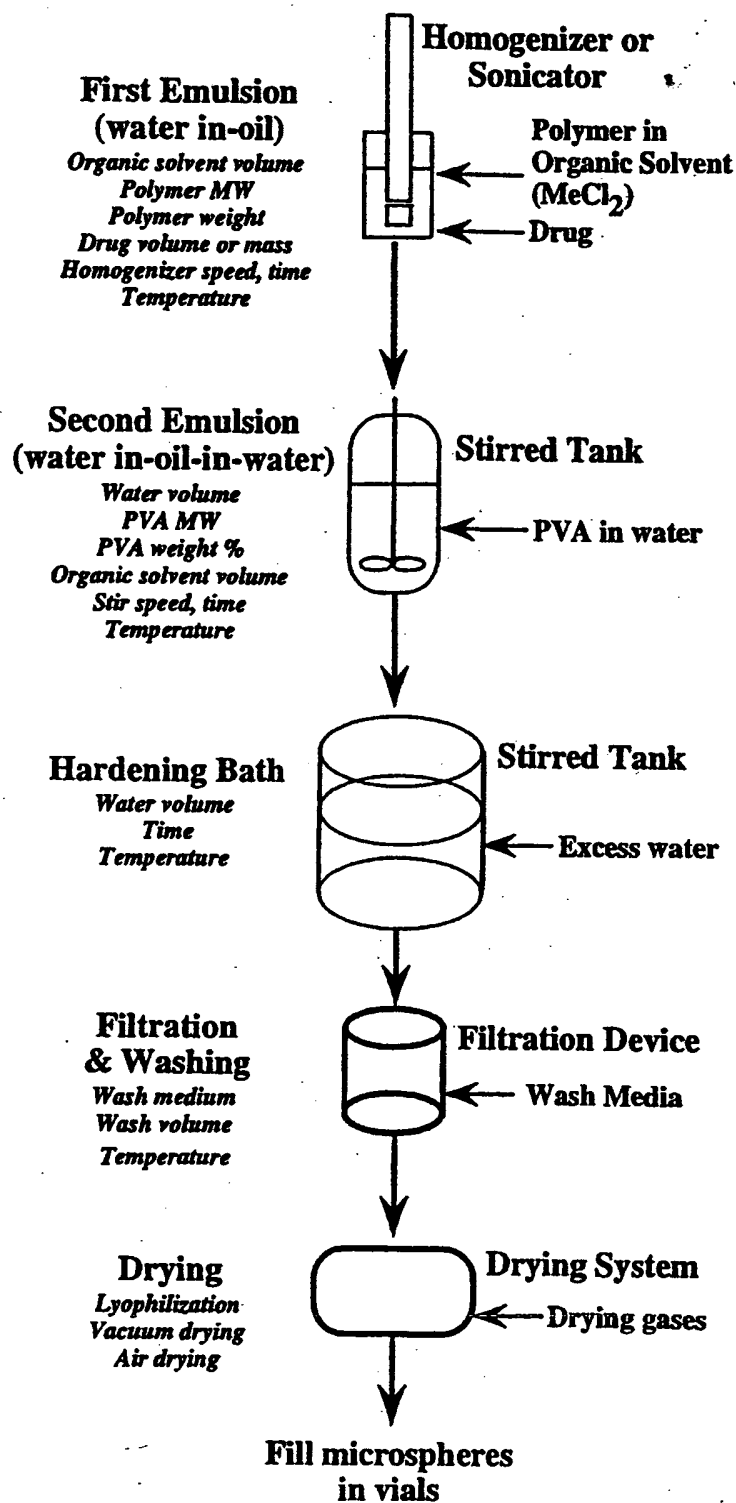 Homogenizer or
Sonicator
First Emulsion
(water in-oil)
Organic solvent volume
Polymer MW
Polymer weight
Drug volume or mass
Homogenizer speed, time
Temperature
Polymer in
Organic Solvent
(MeCl2)
Drug
Second Emulsion
(water in-oil-in-water)
Water volume
PVA MW
PVA weight %
Organic solvent volume
Stir speed, time
Temperature
Stirred Tank
PVA in water
Hardening Bath
Water volume
Time
Temperature
Stirred Tank
Excess water
Filtration
& Washing
Wash medium
Wash volume
Temperature
Filtration Device
Wash Media
Drying
Lyophilization
Vacuum drying
Air drying
Drying System
Drying gases
Fill microspheres
in vials